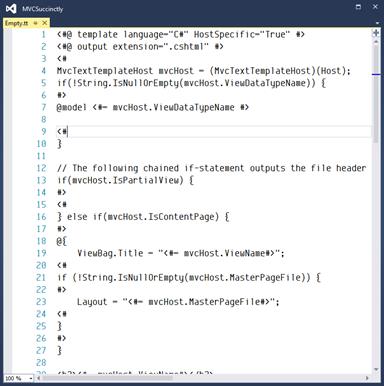 MVCSuccinctly
Empty.tt
1 <#@ template language="C#" HostSpecific="True" #>
2 <#@ output extension=".cshtml" #>
3 <#
4 MvcTextTemplateHost mvcHost = (MvcTextTemplateHost)(Host);
5 if(!String.IsNullOrEmpty(mvcHost.ViewDataTypeName)) {
6 #>
7 @model <#= mvcHost.ViewDataTypeName #>
8
9 <#
10 }
11
12 // The following chained if-statement outputs the file header
13 if(mvcHost.IsPartialView) {
14 #>
15 <#
16 } else if(mvcHost.IsContentPage) {
17 #>
18 @{
19 ViewBag.Title = "<#= mvcHost.ViewName#>";
20 <#
21 if (!String.IsNullOrEmpty(mvcHost.MasterPageFile)) {
22 #>
23 Layout = "<#= mvcHost.MasterPageFile#>";
24 <#
25 }
26 #>
27 }
28
100 %